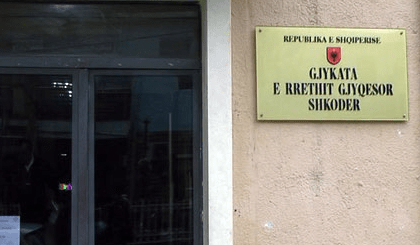 REPUBLIKA E SHQIPERISE
GJYKATA
E RRETHIT GJYQESOR
SHKODER